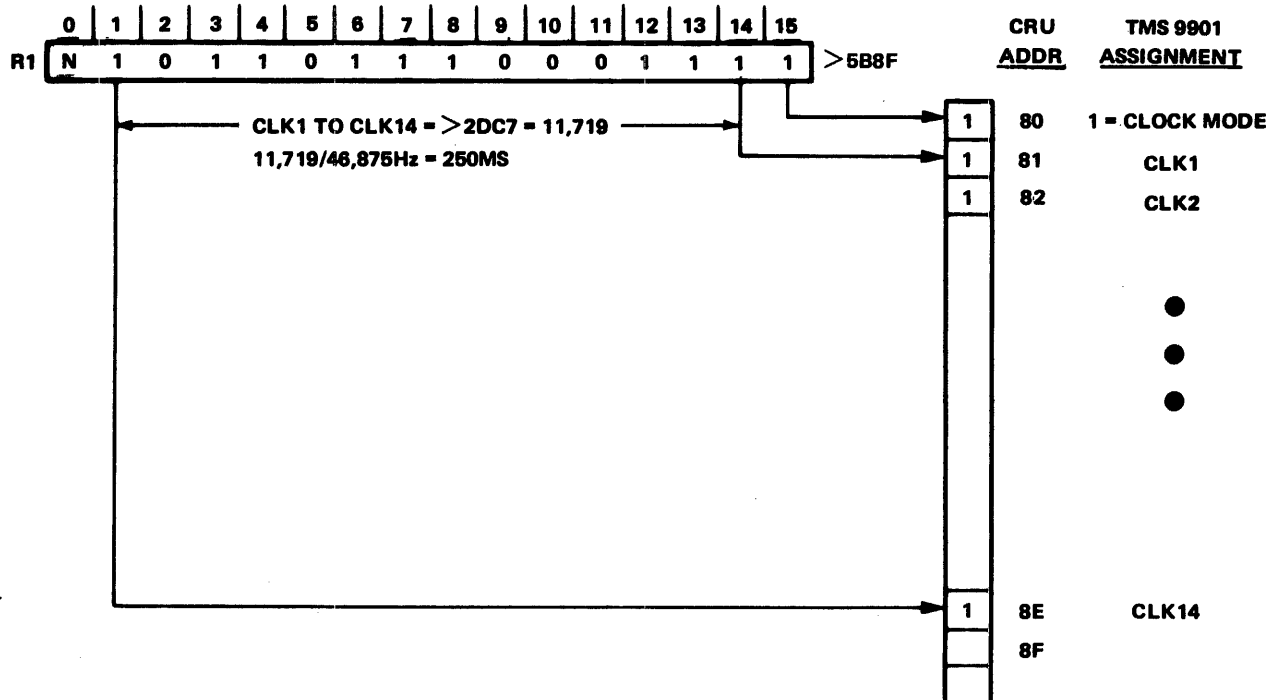 0 1 2 3 4 5 6 7 8 9 10 11 12 13 14 15
R1 N 1 0 1 1 0 1 1 1 0 0 0 1 1 1 1 >5B8F
CRU ADDR
TMS 9901 ASSIGNMENT
CLK1 TO CLK14 = >2DC7 = 11,719
11,719/46,875Hz = 250MS
1 80 1 = CLOCK MODE
1 81 CLK1
1 82 CLK2
1 8E CLK14
8F